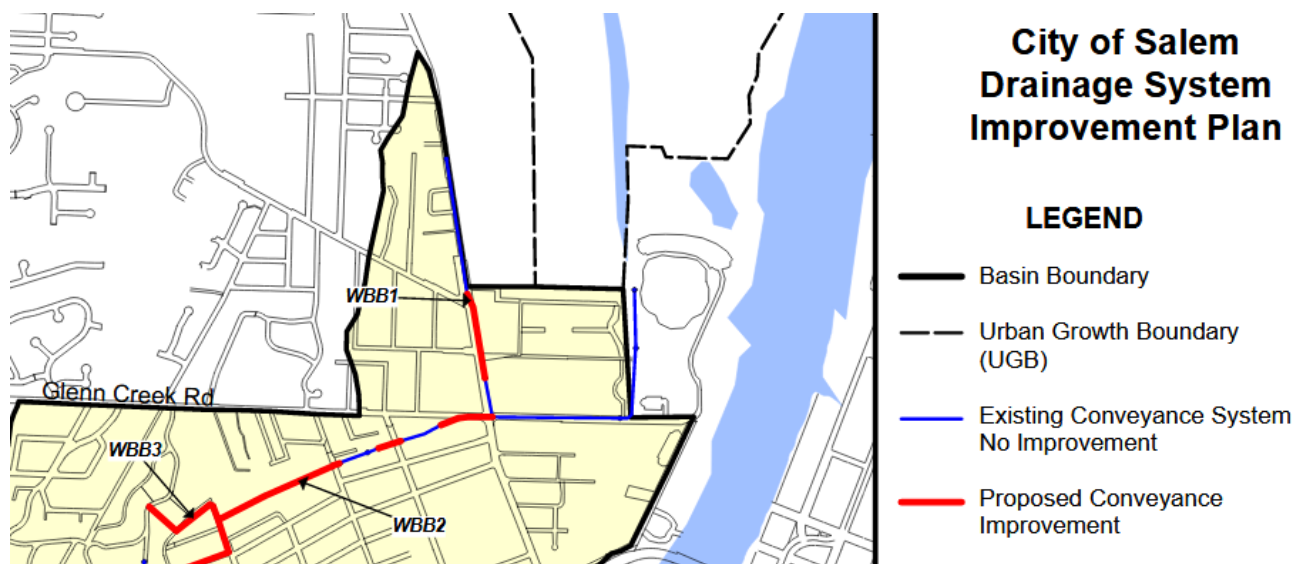 City of Salem
Drainage System
Improvement Plan
LEGEND
Basin Boundary
Urban Growth Boundary
(UGB)
Existing Conveyance System
No Improvement
Proposed Conveyance
Improvement
WBB1
Glenn Creek Rd
WBB3
WBB2